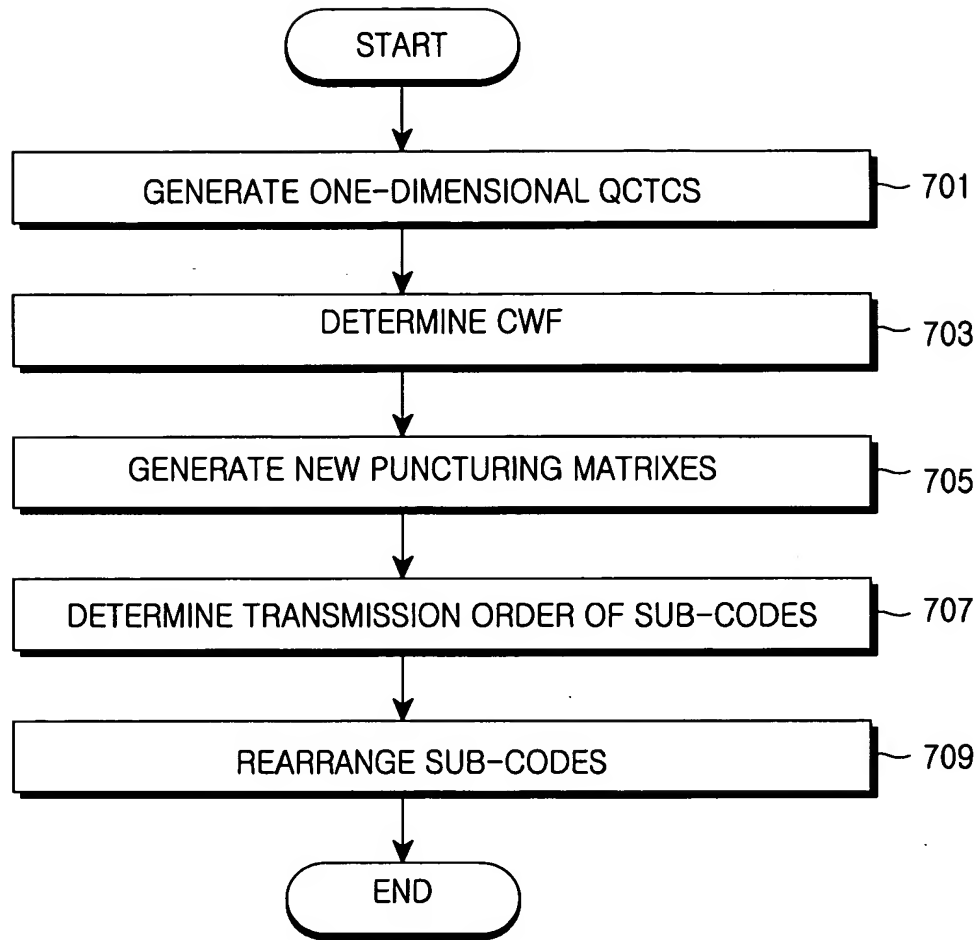 START
GENERATE ONE-DIMENSIONAL QCTCS
701
DETERMINE CWF
703
GENERATE NEW PUNCTURING MATRIXES
705
DETERMINE TRANSMISSION ORDER OF SUB-CODES
707
REARRANGE SUB-CODES
709
END